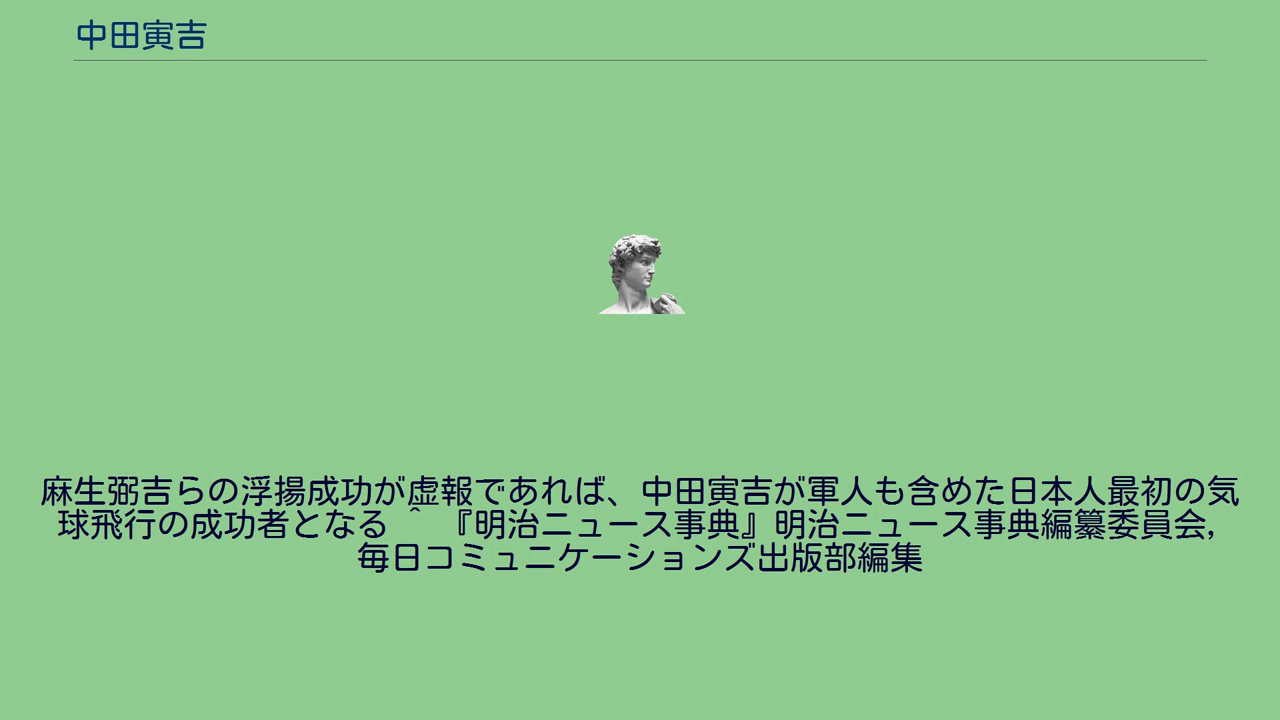 中田寅吉
麻生弼吉らの浮揚成功が虚報であれば、中田寅吉が軍人も含めた日本人最初の気
球飛行の成功者となる ^ 『明治ニュース事典』明治ニュース事典編纂委員会,
毎日コミュニケーションズ出版部編集